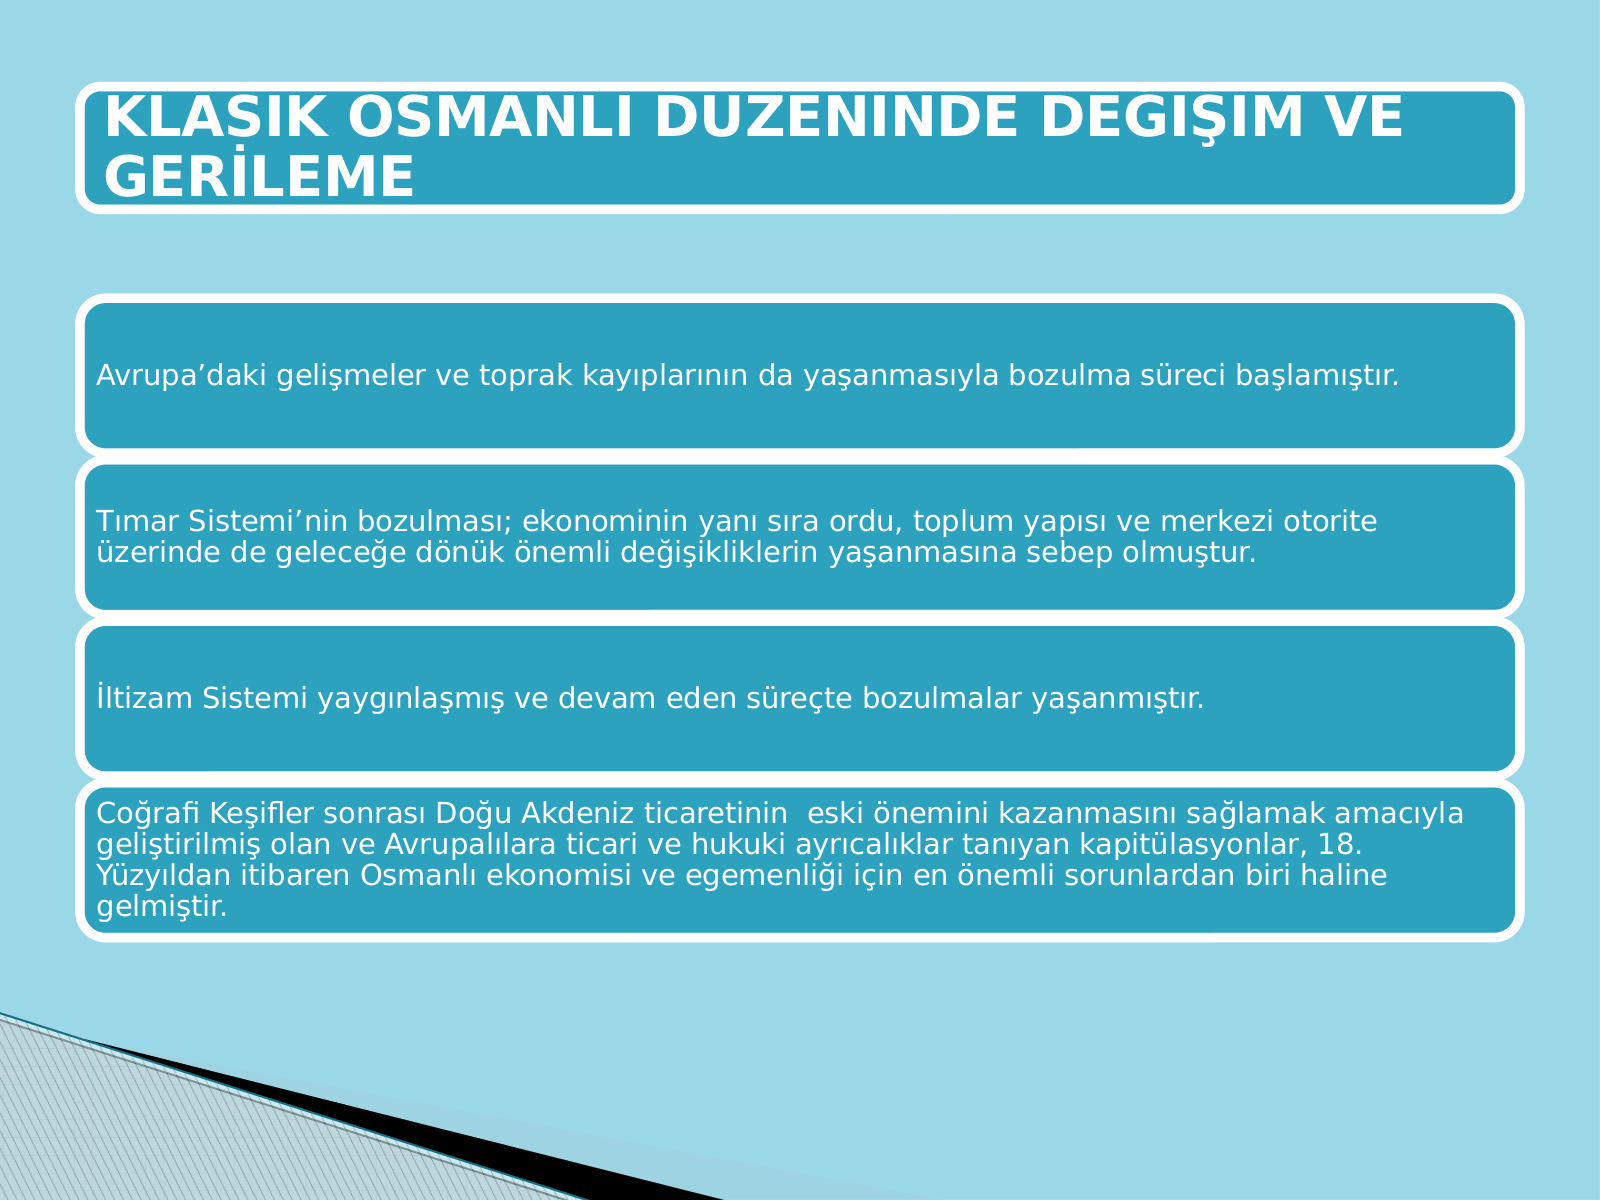 KLASİK OSMANLI DÜZENİNDE DEĞİŞİM VE
GERİLEME
Avrupa’daki gelişmeler ve toprak kayıplarının da yaşanmasıyla bozulma süreci başlamıştır.
Tımar Sistemi’nin bozulması; ekonominin yanı sıra ordu, toplum yapısı ve merkezi otorite
üzerinde de geleceğe dönük önemli değişikliklerin yaşanmasına sebep olmuştur.
İltizam Sistemi yaygınlaşmış ve devam eden süreçte bozulmalar yaşanmıştır.
Coğrafi Keşifler sonrası Doğu Akdeniz ticaretinin  eski önemini kazanmasını sağlamak amacıyla
geliştirilmiş olan ve Avrupalılara ticari ve hukuki ayrıcalıklar tanıyan kapitülasyonlar, 18.
Yüzyıldan itibaren Osmanlı ekonomisi ve egemenliği için en önemli sorunlardan biri haline
gelmiştir.